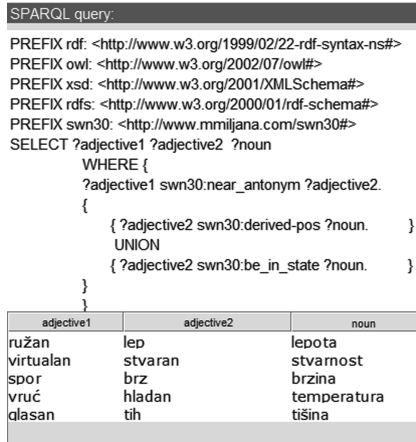 SPARQL query:
PREFIX rdf: <http://www.w3.org/1999/02/22-rdf-syntax-ns#>
PREFIX owl: <http://www.w3.org/2002/07/owl#>
PREFIX xsd: <http://www.w3.org/2001/XMLSchema#>
PREFIX rdfs: <http://www.w3.org/2000/01/rdf-schema#>
PREFIX swn30: <http://www.mmiljana.com/swn30#>
SELECT ?adjective1 ?adjective2 ?noun
WHERE {
?adjective1 swn30:near_antonym ?adjective2.
{
{ ?adjective2 swn30:derived-pos ?noun. }
UNION
{ ?adjective2 swn30:be_in_state ?noun. }
}
}
adjective1 adjective2 noun
ružan lep lepota
virtualan stvaran stvarnost
spor brz brzina
vruć hladan temperatura
glasan tih tišina